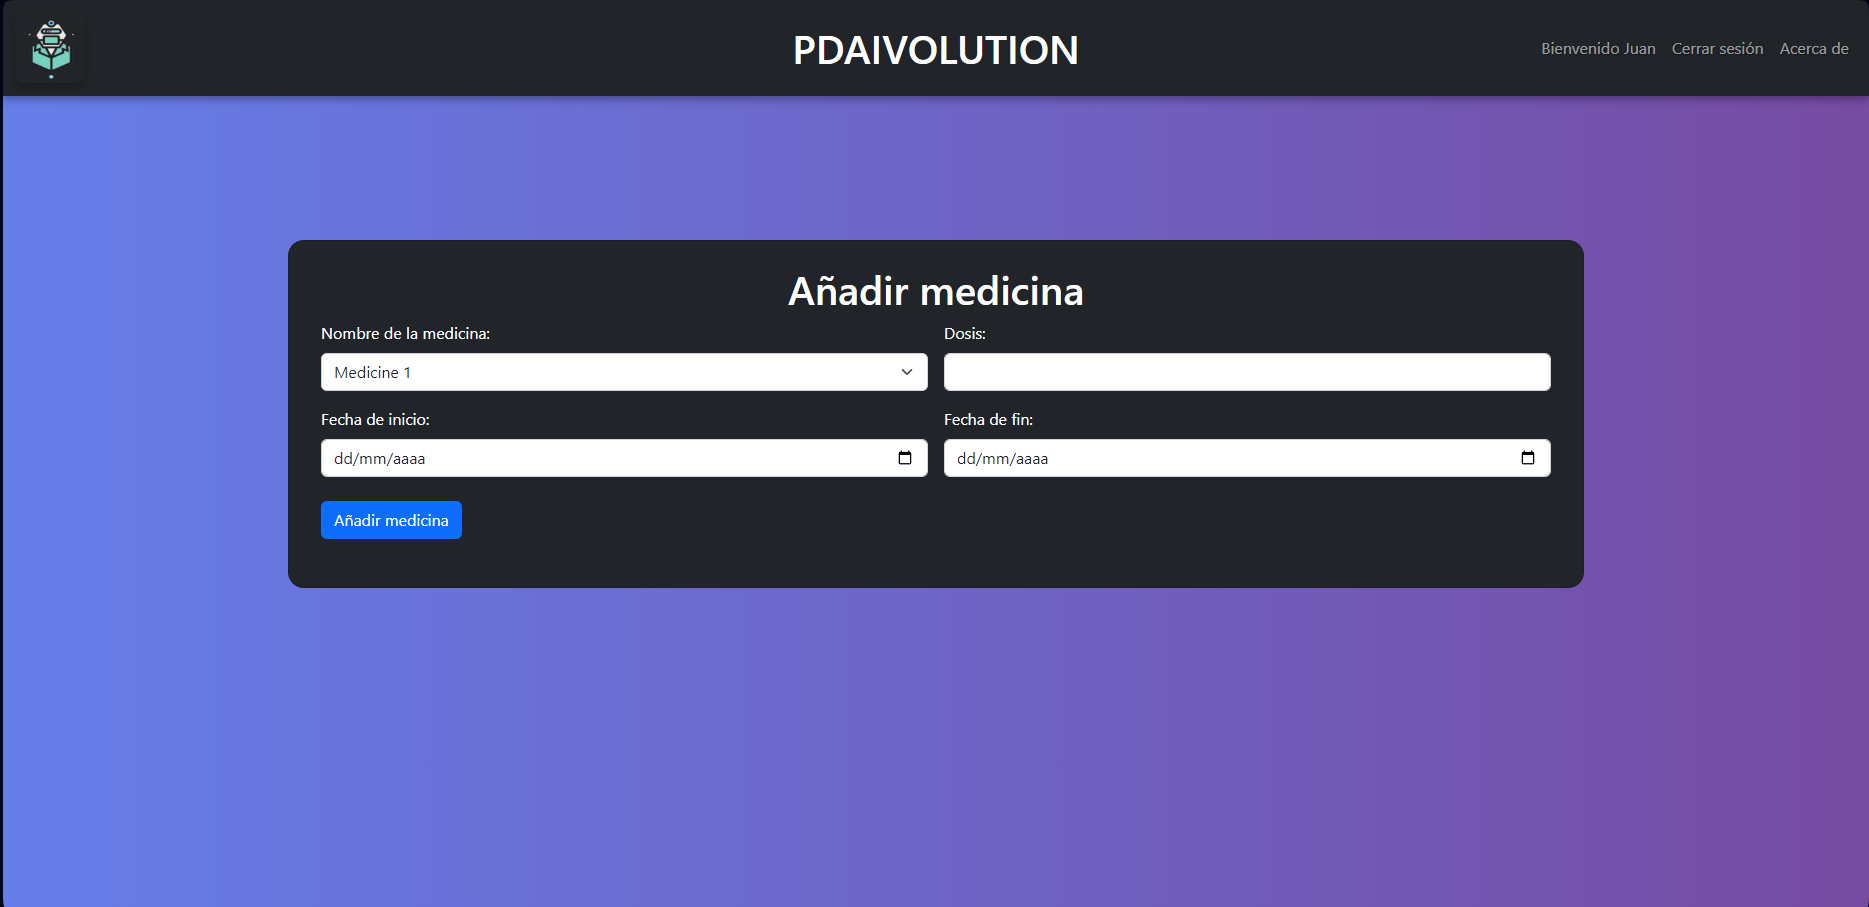 PDAIVOLUTION
Bienvenido Juan Cerrar sesión Acerca de
Añadir medicina
Nombre de la medicina:
Dosis:
Medicine 1
Fecha de inicio:
Fecha de fin:
dd/mm/aaaa
dd/mm/aaaa
Añadir medicina